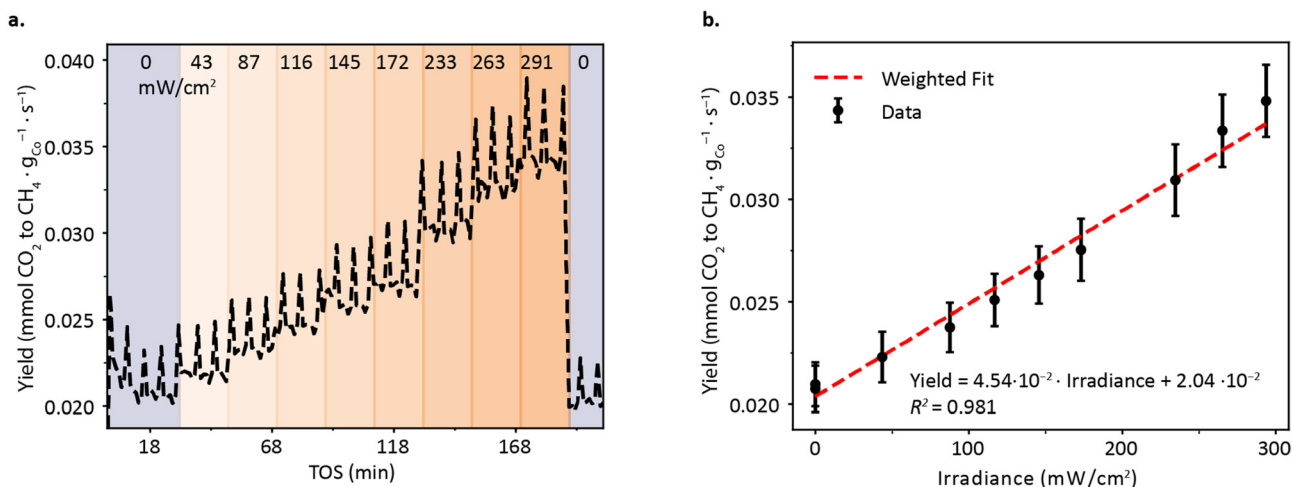 a.
0 43 87 116 145 172 233 263 291 0
mW/cm²
0.040
0.035
0.030
0.025
0.020
Yield (mmol CO₂ to CH₄ · g_Co⁻¹ · s⁻¹)
18 68 118 168
TOS (min)
b.
Weighted Fit
Data
0.035
0.030
0.025
0.020
Yield (mmol CO₂ to CH₄ · g_Co⁻¹ · s⁻¹)
Yield = 4.54·10⁻² · Irradiance + 2.04 ·10⁻²
R² = 0.981
0 100 200 300
Irradiance (mW/cm²)